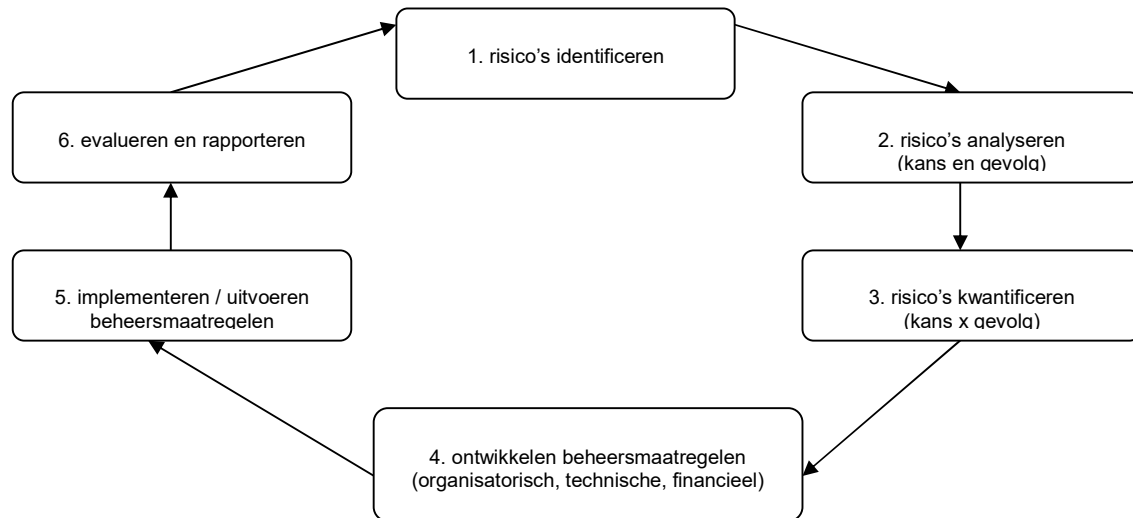 1. risico’s identificeren
2. risico’s analyseren
(kans en gevolg)
3. risico’s kwantificeren
(kans x gevolg)
4. ontwikkelen beheersmaatregelen
(organisatorisch, technische, financieel)
5. implementeren / uitvoeren
beheersmaatregelen
6. evalueren en rapporteren